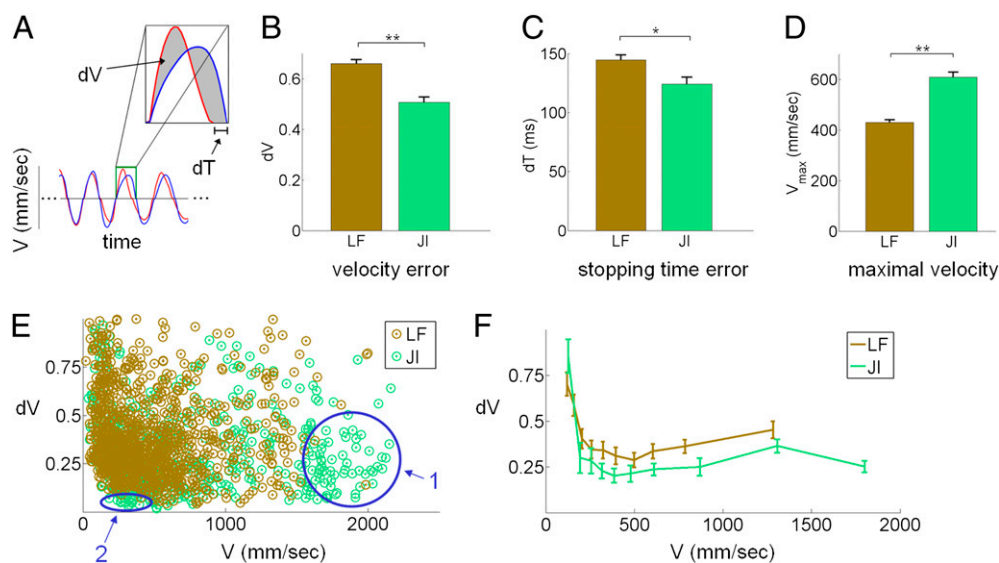 A
dV
dT
V (mm/sec)
... ...
time
B
**
dV
0.6
0.4
0.2
0
LF JI
velocity error
C
*
dT (ms)
150
100
50
0
LF JI
stopping time error
D
**
V_max (mm/sec)
600
400
200
0
LF JI
maximal velocity
E
LF
JI
dV
0.75
0.5
0.25
0 1000 2000
V (mm/sec)
1
2
F
LF
JI
dV
0.75
0.5
0.25
0 500 1000 1500 2000
V (mm/sec)